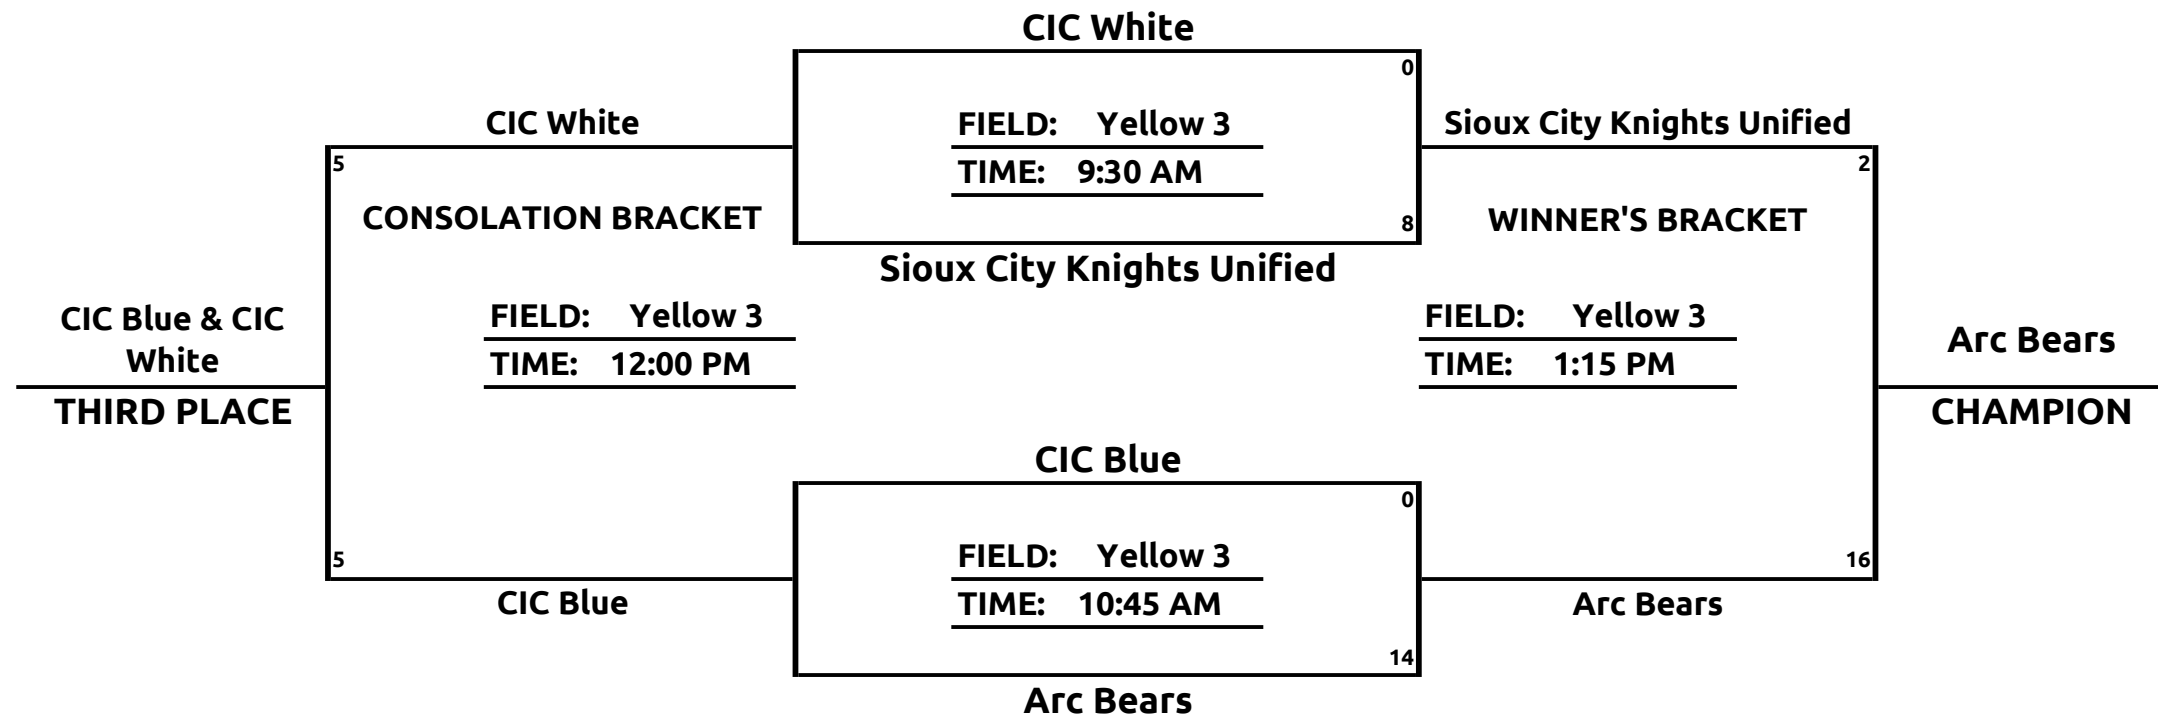 CIC White
0
CIC White
FIELD: Yellow 3
Sioux City Knights Unified
5
TIME: 9:30 AM
2
CONSOLATION BRACKET
8
WINNER'S BRACKET
Sioux City Knights Unified
CIC Blue & CIC
White
FIELD: Yellow 3
FIELD: Yellow 3
Arc Bears
TIME: 12:00 PM
TIME: 1:15 PM
THIRD PLACE
CHAMPION
CIC Blue
0
5
FIELD: Yellow 3
16
CIC Blue
TIME: 10:45 AM
Arc Bears
14
Arc Bears